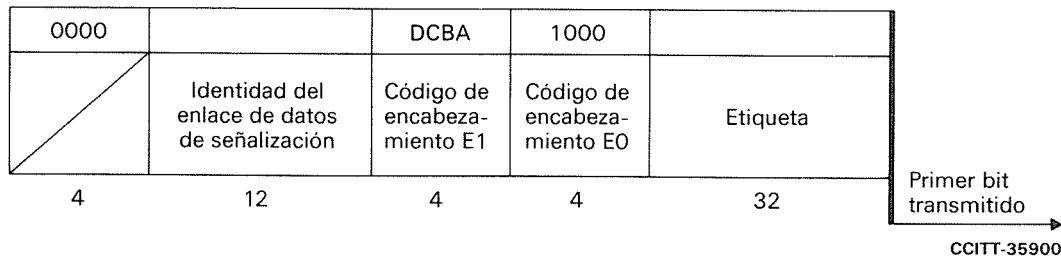 0000 DCBA 1000
Identidad del enlace de datos de señalización
Código de encabeza- miento E1
Código de encabeza- miento E0
Etiqueta
4 12 4 4 32
Primer bit transmitido
CCITT-35900